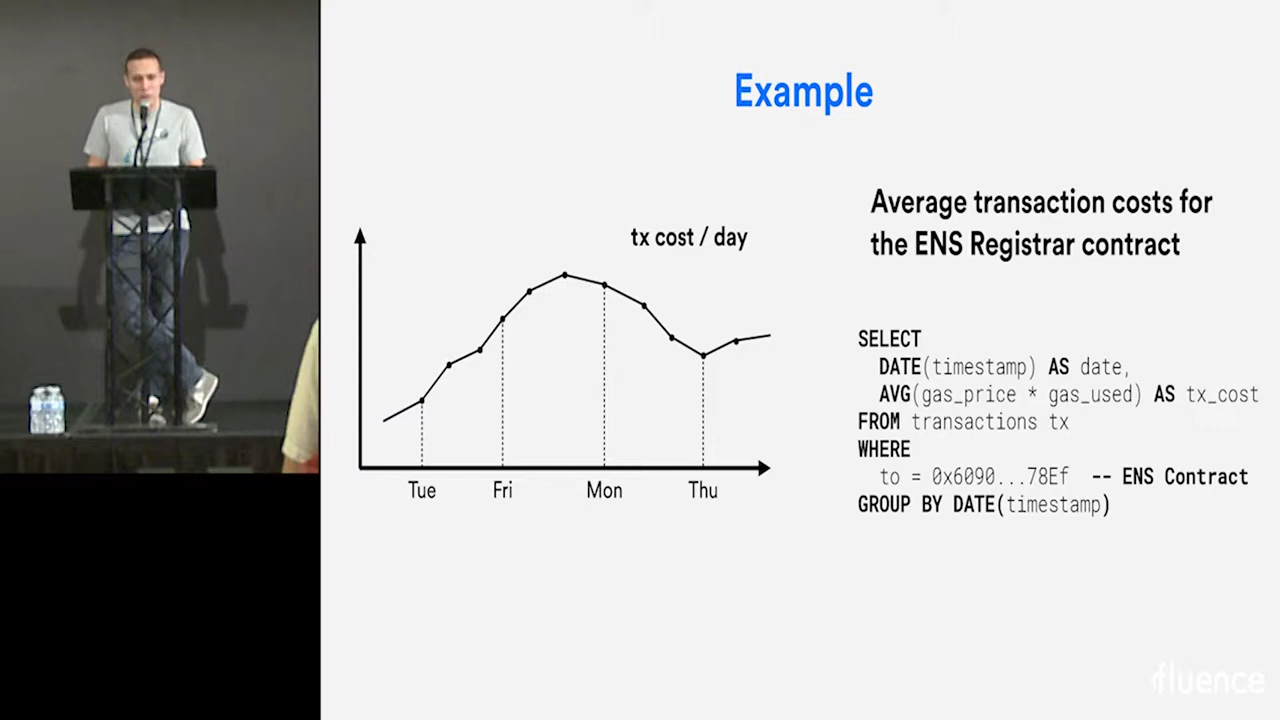 Example
Average transaction costs for
the ENS Registrar contract
tx cost / day
Tue Fri Mon Thu
SELECT
DATE(timestamp) AS date,
AVG(gas_price * gas_used) AS tx_cost
FROM transactions tx
WHERE
to = 0x6090...78Ef -- ENS Contract
GROUP BY DATE(timestamp)
fluence